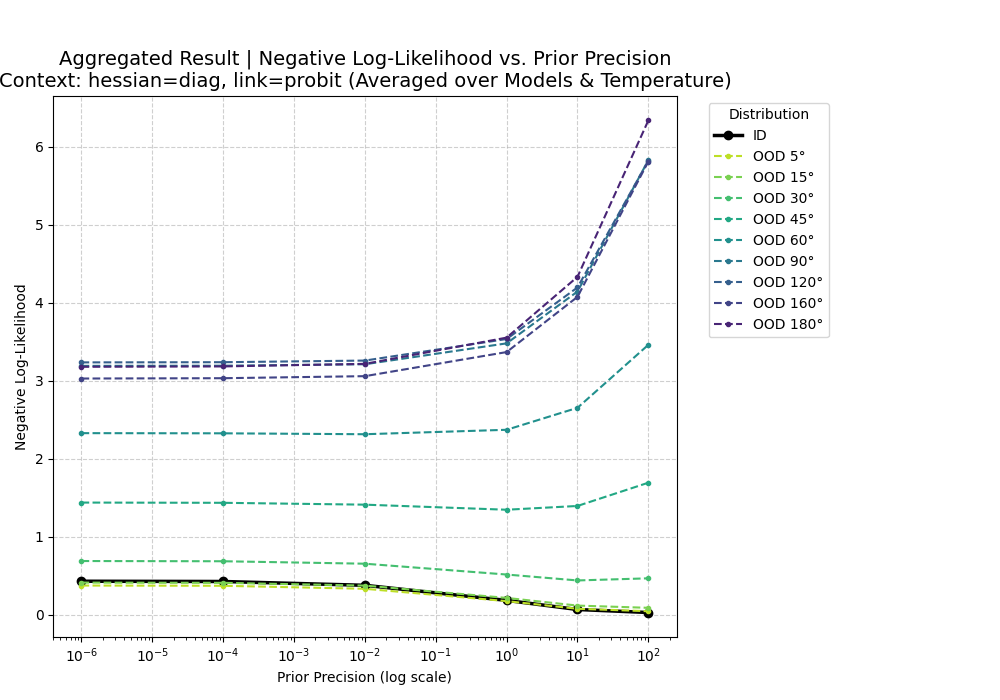 Aggregated Result | Negative Log-Likelihood vs. Prior Precision
Context: hessian=diag, link=probit (Averaged over Models & Temperature)
Negative Log-Likelihood
6
5
4
3
2
1
0
10⁻⁶
10⁻⁵
10⁻⁴
10⁻³
10⁻²
10⁻¹
10⁰
10¹
10²
Prior Precision (log scale)
Distribution
ID
OOD 5°
OOD 15°
OOD 30°
OOD 45°
OOD 60°
OOD 90°
OOD 120°
OOD 160°
OOD 180°